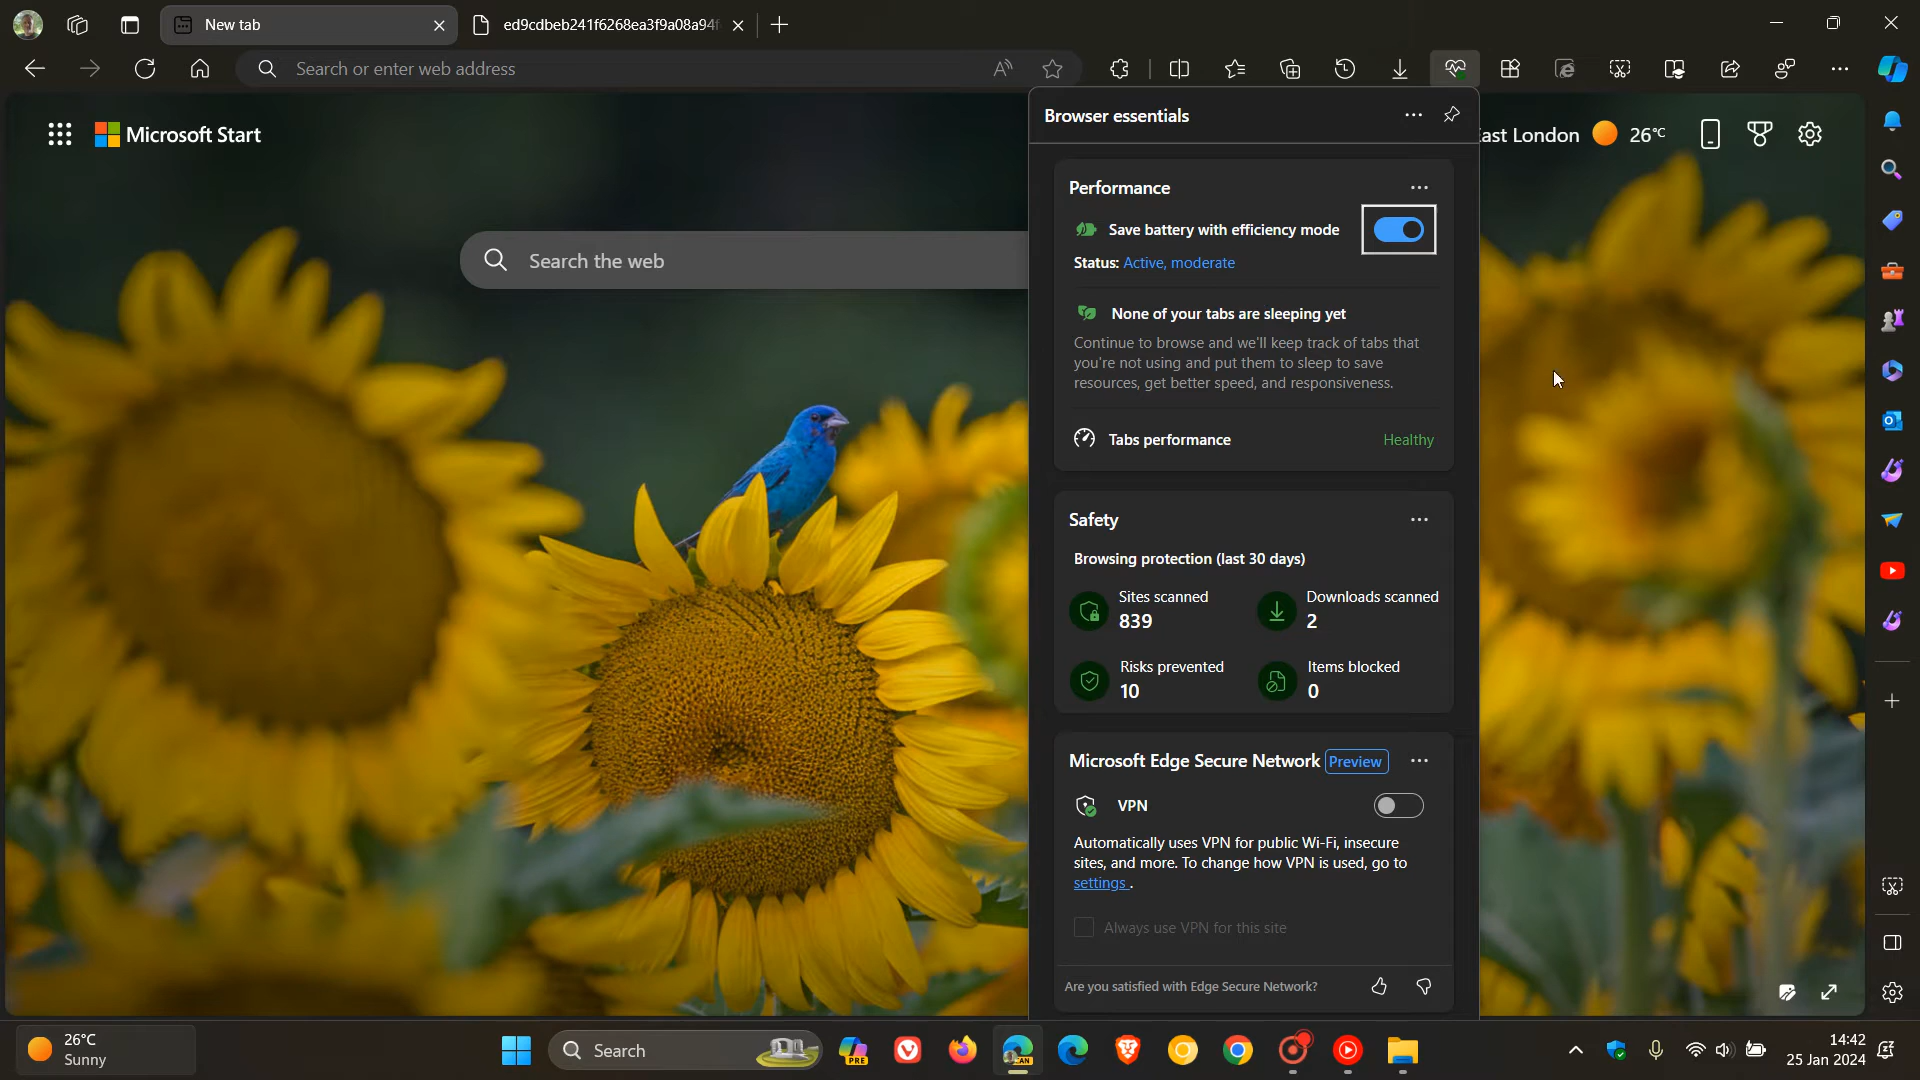 New tab
ed9cdbeb241f6268ea3f9a08a94f
Search or enter web address
Browser essentials
Microsoft Start
East London 26°C
Performance
Save battery with efficiency mode
Status: Active, moderate
Search the web
None of your tabs are sleeping yet
Continue to browse and we'll keep track of tabs that
you're not using and put them to sleep to save
resources, get better speed, and responsiveness.
Tabs performance Healthy
Safety
Browsing protection (last 30 days)
Sites scanned
839
Downloads scanned
2
Risks prevented
10
Items blocked
0
Microsoft Edge Secure Network Preview
VPN
Automatically uses VPN for public Wi-Fi, insecure
sites, and more. To change how VPN is used, go to
settings .
Always use VPN for this site
Are you satisfied with Edge Secure Network?
26°C
Sunny
Search
PRE
CAN
14:42
25 Jan 2024